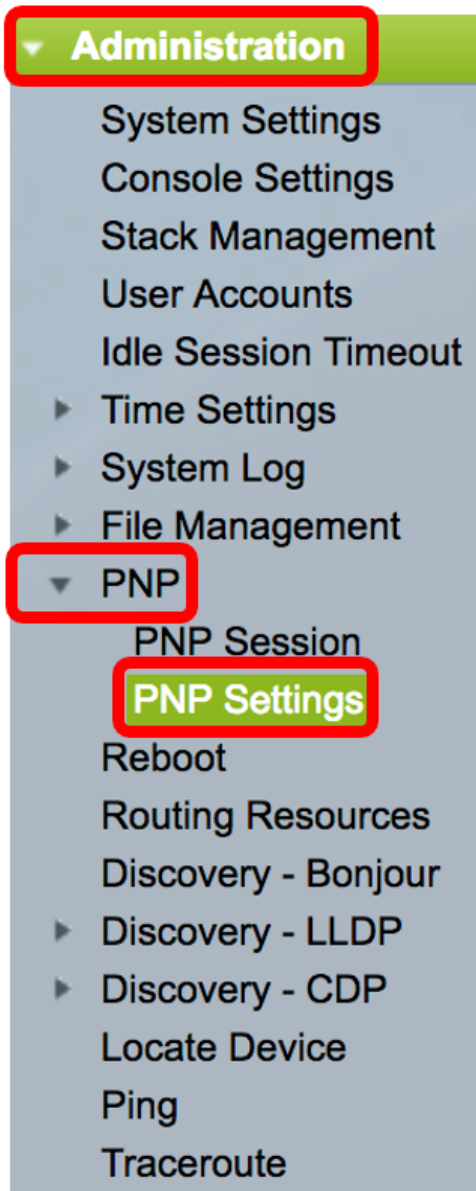 Administration
System Settings
Console Settings
Stack Management
User Accounts
Idle Session Timeout
Time Settings
System Log
File Management
PNP
PNP Session
PNP Settings
Reboot
Routing Resources
Discovery - Bonjour
Discovery - LLDP
Discovery - CDP
Locate Device
Ping
Traceroute